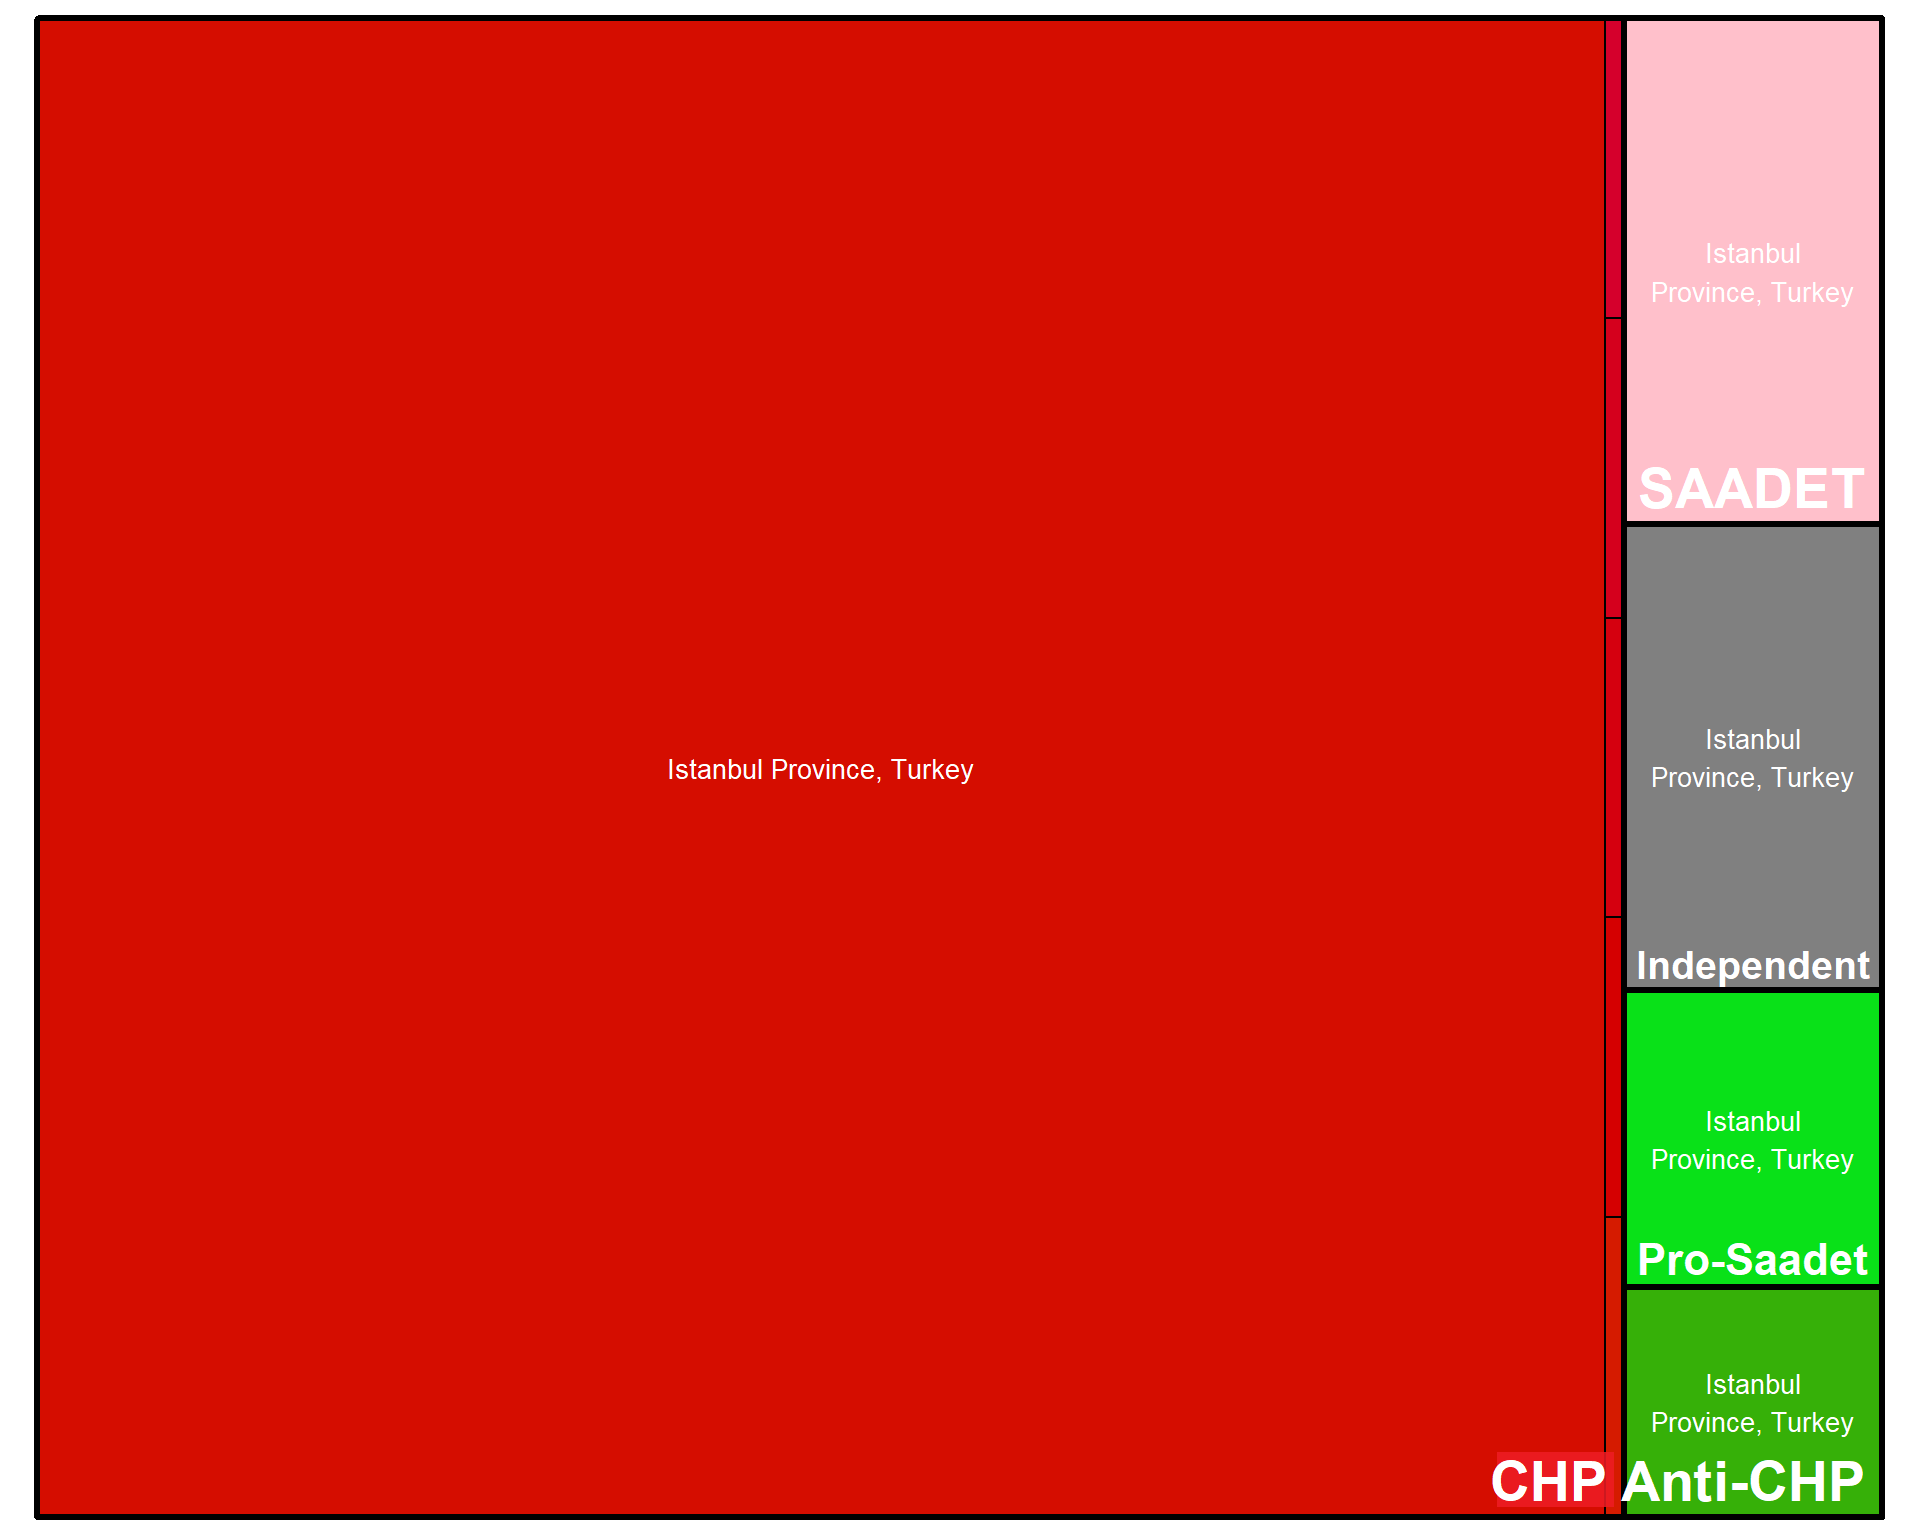 Istanbul Province, Turkey
CHP
Istanbul
Province, Turkey
SAADET
Istanbul
Province, Turkey
Independent
Istanbul
Province, Turkey
Pro-Saadet
Istanbul
Province, Turkey
Anti-CHP